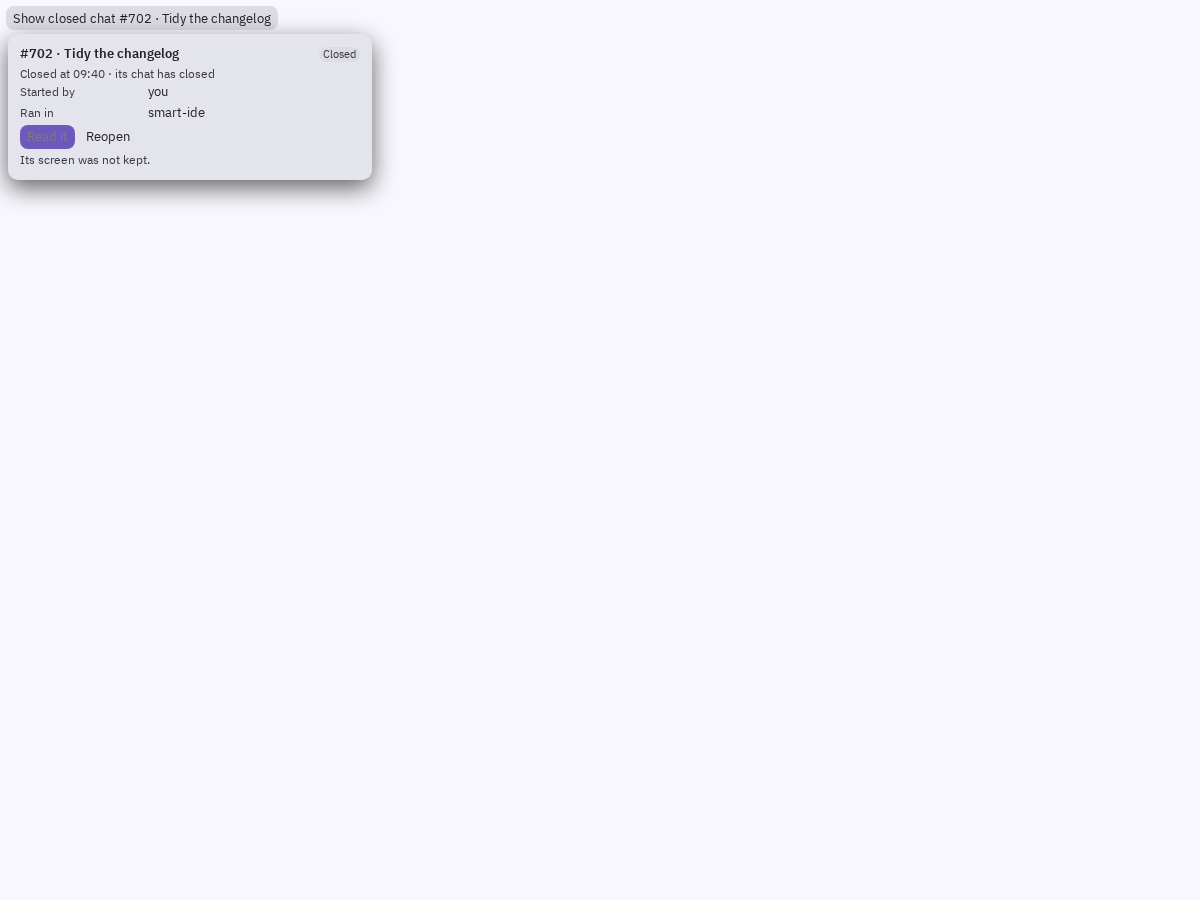 Show closed chat #702 · Tidy the changelog
#702 · Tidy the changelog Closed
Closed at 09:40 · its chat has closed
Started by you
Ran in smart-ide
Read it Reopen
Its screen was not kept.